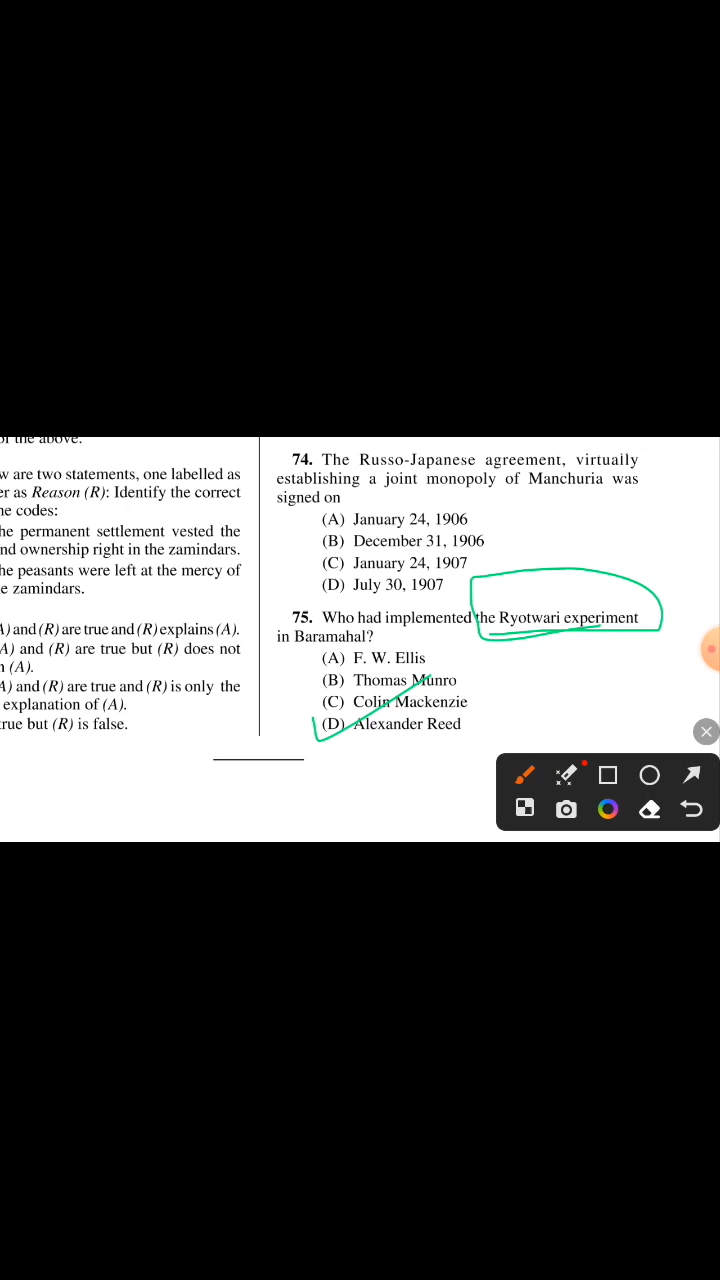 of the above.
w are two statements, one labelled as
er as Reason (R): Identify the correct
he codes:
he permanent settlement vested the
nd ownership right in the zamindars.
he peasants were left at the mercy of
e zamindars.
A) and (R) are true and (R) explains (A).
A) and (R) are true but (R) does not
n (A).
A) and (R) are true and (R) is only the
explanation of (A).
true but (R) is false.
74. The Russo-Japanese agreement, virtually
establishing a joint monopoly of Manchuria was
signed on
(A) January 24, 1906
(B) December 31, 1906
(C) January 24, 1907
(D) July 30, 1907
75. Who had implemented the Ryotwari experiment
in Baramahal?
(A) F. W. Ellis
(B) Thomas Munro
(C) Colin Mackenzie
(D) Alexander Reed